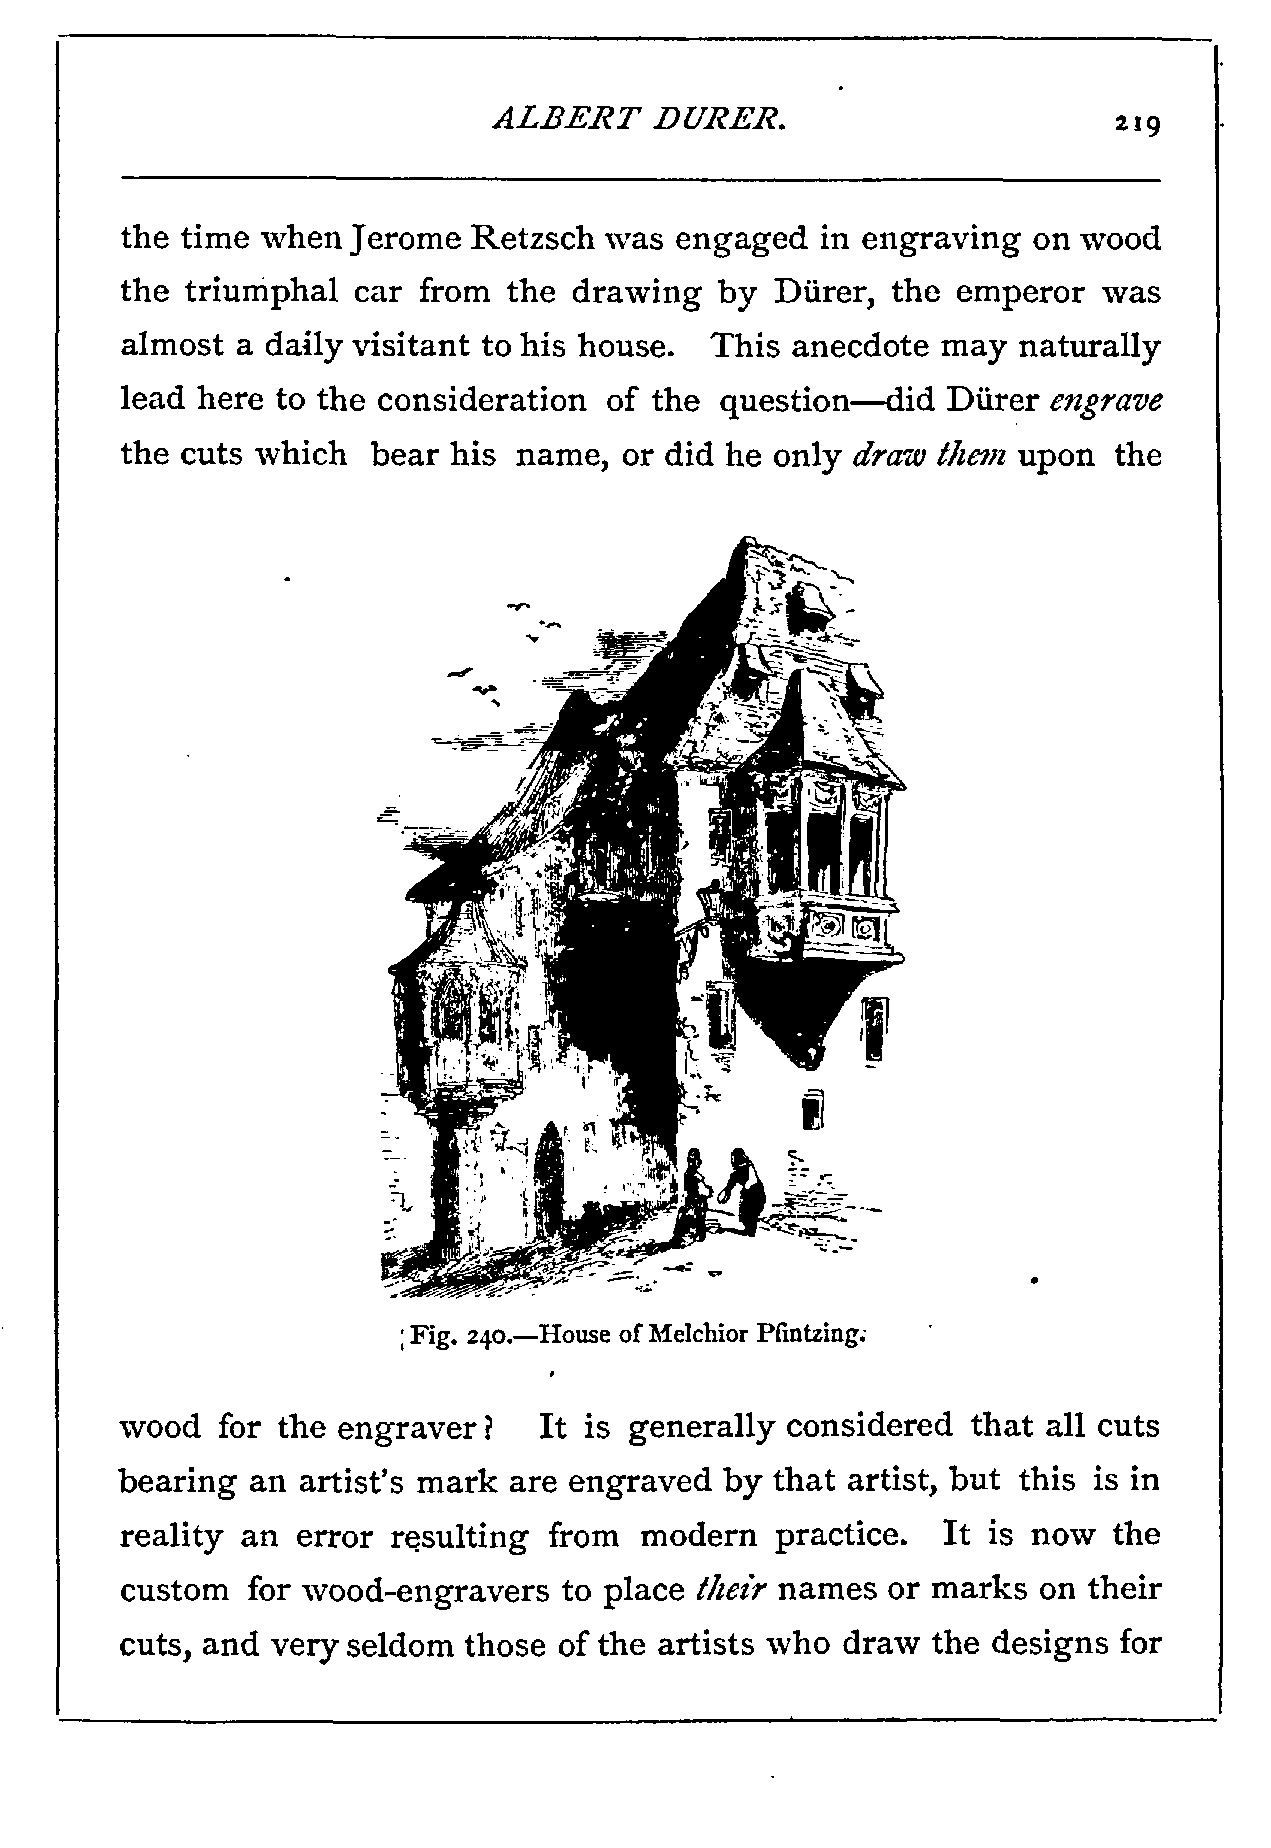 ALBERT DURER. 219
the time when Jerome Retzsch was engaged in engraving on wood
the triumphal car from the drawing by Dürer, the emperor was
almost a daily visitant to his house. This anecdote may naturally
lead here to the consideration of the question—did Dürer engrave
the cuts which bear his name, or did he only draw them upon the
Fig. 240.—House of Melchior Pfintzing.
wood for the engraver? It is generally considered that all cuts
bearing an artist's mark are engraved by that artist, but this is in
reality an error resulting from modern practice. It is now the
custom for wood-engravers to place their names or marks on their
cuts, and very seldom those of the artists who draw the designs for